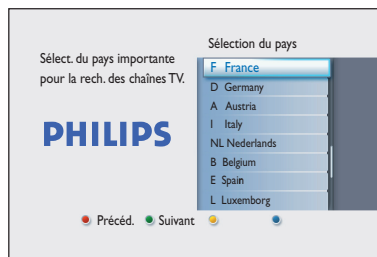 Sélect. du pays importante
pour la rech. des chaînes TV.
PHILIPS
Sélection du pays
F France
D Germany
A Austria
I Italy
NL Nederlands
B Belgium
E Spain
L Luxemborg
Précéd. Suivant